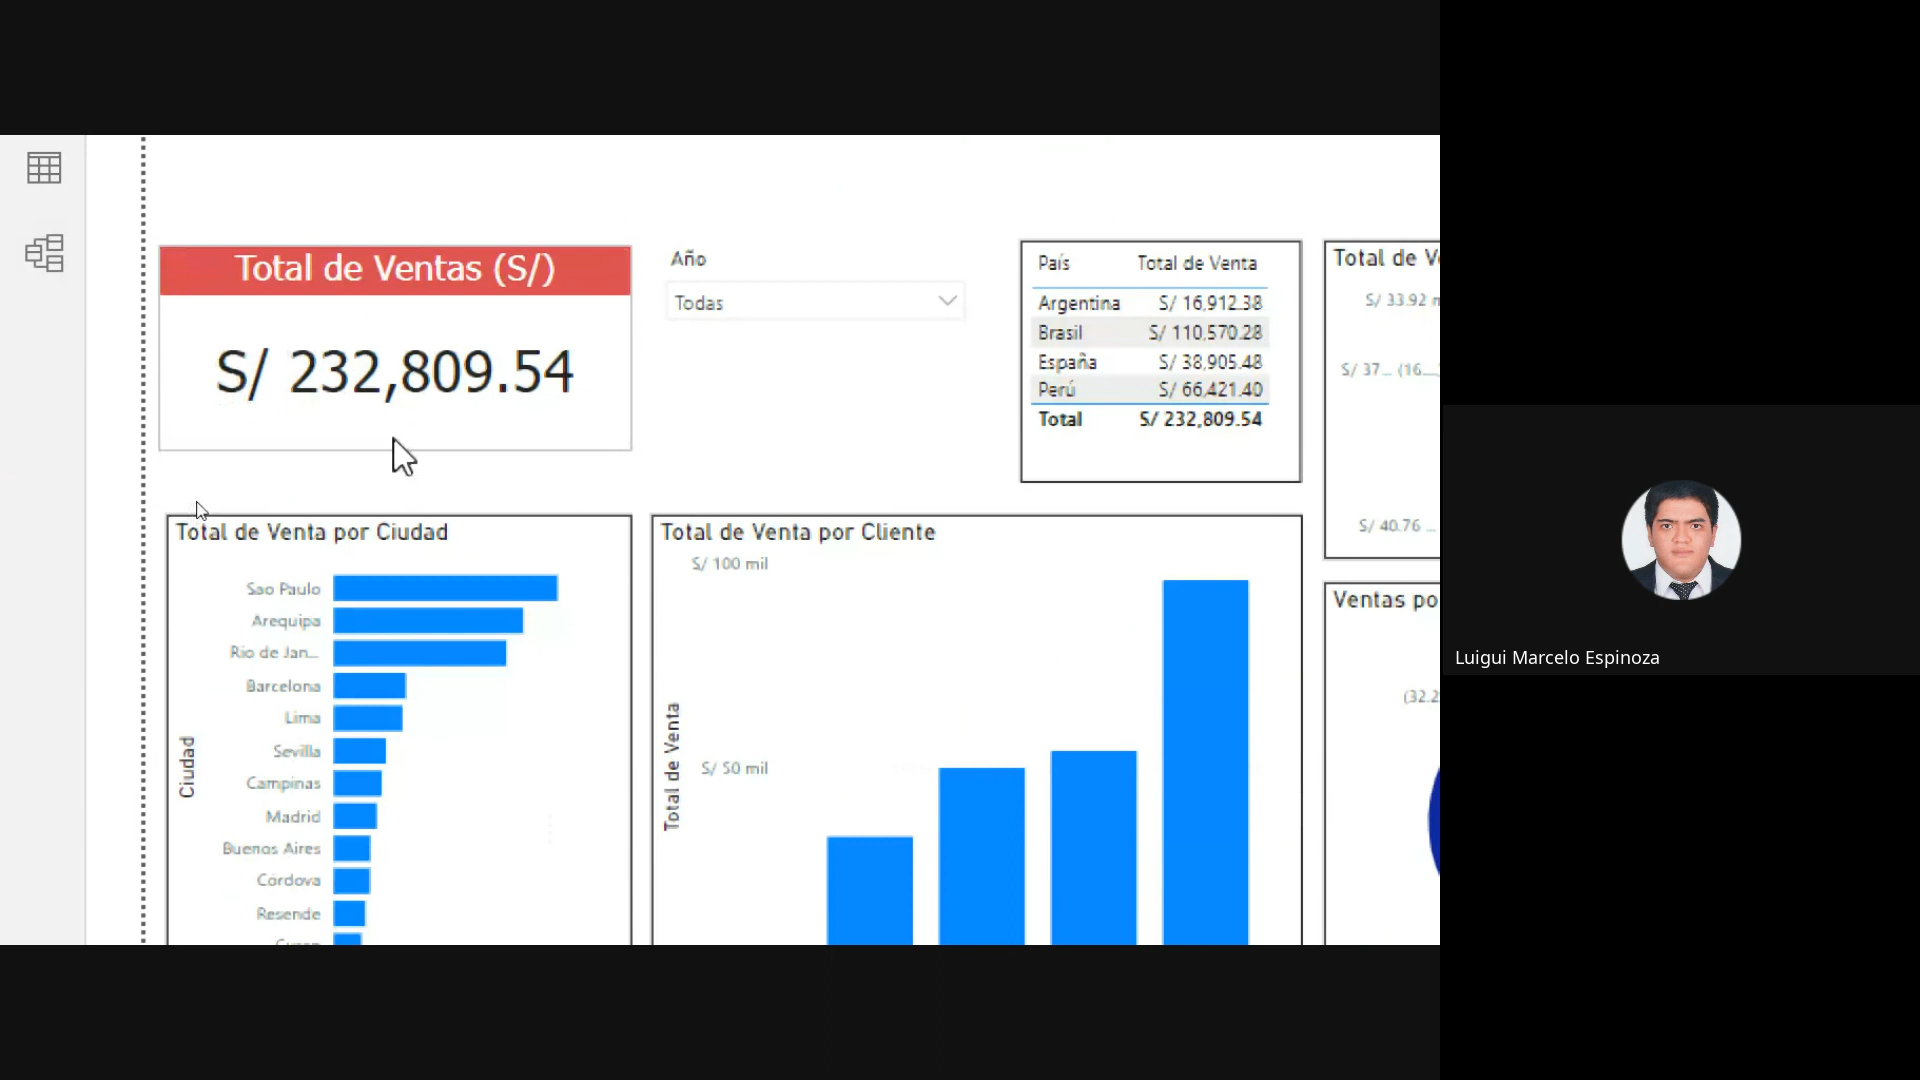 Total de Ventas (S/)
S/ 232,809.54
Año
Todas
País Total de Venta
Argentina S/ 16,912.38
Brasil S/ 110,570.28
España S/ 38,905.48
Perú S/ 66,421.40
Total S/ 232,809.54
Total de V
S/ 33.92 m
S/ 37... (16...
S/ 40.76 ...
Total de Venta por Ciudad
Ciudad
Sao Paulo
Arequipa
Rio de Jan...
Barcelona
Lima
Sevilla
Campinas
Madrid
Buenos Aires
Córdova
Resende
Total de Venta por Cliente
Total de Venta
S/ 100 mil
S/ 50 mil
Ventas po
(32.2
Luigui Marcelo Espinoza